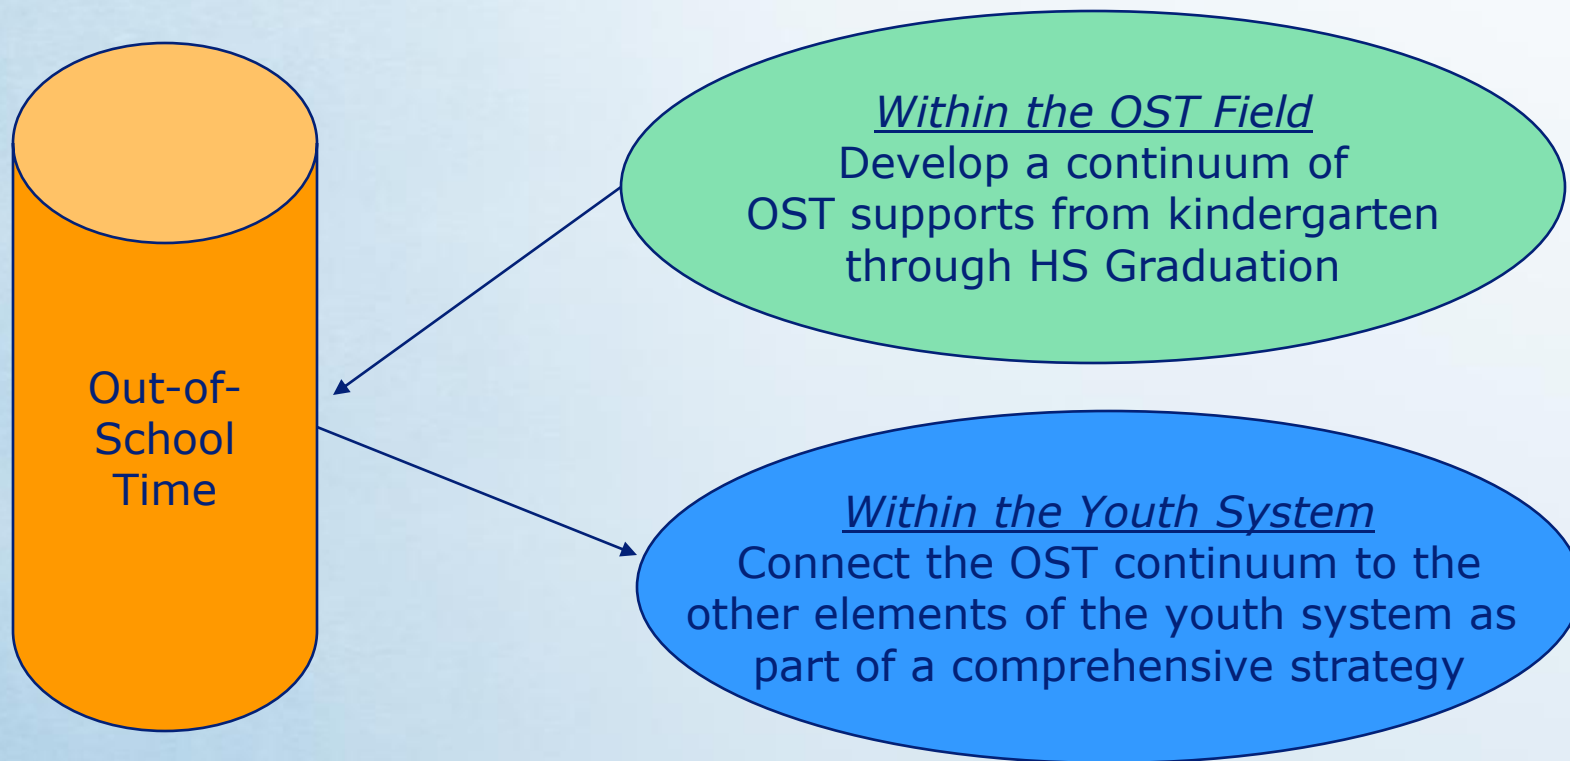 Out-of-
School
Time
Within the OST Field
Develop a continuum of
OST supports from kindergarten
through HS Graduation
Within the Youth System
Connect the OST continuum to the
other elements of the youth system as
part of a comprehensive strategy